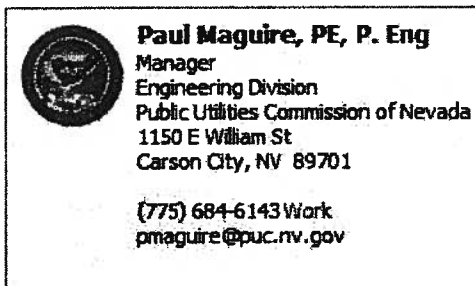 Paul Maguire, PE, P. Eng
Manager
Engineering Division
Public Utilities Commission of Nevada
1150 E William St
Carson City, NV 89701
(775) 684-6143 Work
pmaguire@puc.nv.gov